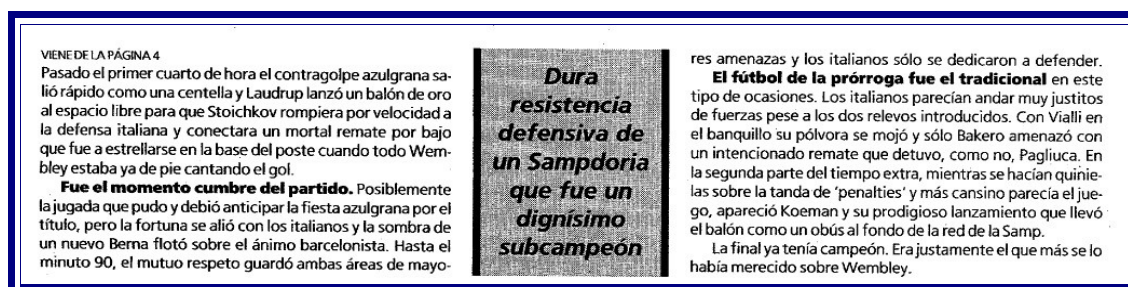 VIENE DE LA PÁGINA 4
Pasado el primer cuarto de hora el contragolpe azulgrana sa-
lió rápido como una centella y Laudrup lanzó un balón de oro
al espacio libre para que Stoichkov rompiera por velocidad a
la defensa italiana y conectara un mortal remate por bajo
que fue a estrellarse en la base del poste cuando todo Wem-
bley estaba ya de pie cantando el gol.
Fue el momento cumbre del partido. Posiblemente
la jugada que pudo y debió anticipar la fiesta azulgrana por el
título, pero la fortuna se alió con los italianos y la sombra de
un nuevo Berna flotó sobre el ánimo barcelonista. Hasta el
minuto 90, el mutuo respeto guardó ambas áreas de mayo-
Dura
resistencia
defensiva de
un Sampdoria
que fue un
dignísimo
subcampeón
res amenazas y los italianos sólo se dedicaron a defender.
El fútbol de la prórroga fue el tradicional en este
tipo de ocasiones. Los italianos parecían andar muy justitos
de fuerzas pese a los dos relevos introducidos. Con Vialli en
el banquillo su pólvora se mojó y sólo Bakero amenazó con
un intencionado remate que detuvo, como no, Pagliuca. En
la segunda parte del tiempo extra, mientras se hacían quinie-
las sobre la tanda de 'penalties' y más cansino parecía el jue-
go, apareció Koeman y su prodigioso lanzamiento que llevó
el balón como un obús al fondo de la red de la Samp.
La final ya tenía campeón. Era justamente el que más se lo
había merecido sobre Wembley.